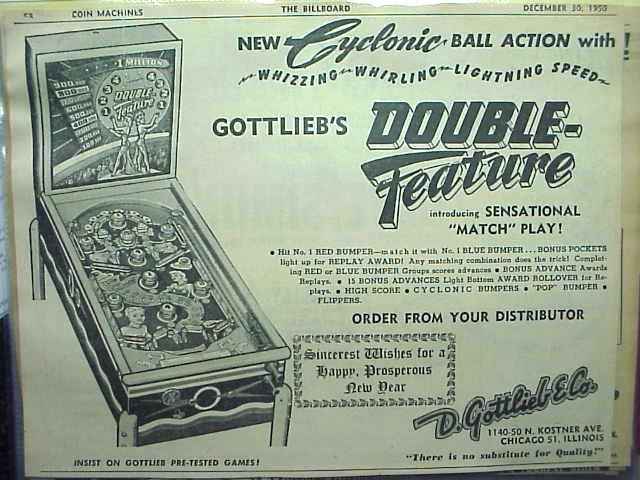 COIN MACHINES
THE BILLBOARD
DECEMBER 30, 1950
NEW Cyclonic BALL ACTION with
WHIZZING WHIRLING LIGHTNING SPEED
GOTTLIEB'S DOUBLE-
Feature
introducing SENSATIONAL
"MATCH" PLAY!
• Hit No. 1 RED BUMPER—match it with No. 1 BLUE BUMPER... BONUS POCKETS
light up for REPLAY AWARD! Any matching combination does the trick! Complet-
ing RED or BLUE BUMPER Groups scores advances • BONUS ADVANCE Awards
Replays. • 15 BONUS ADVANCES Light Bottom AWARD ROLLOVER for Re-
plays. • HIGH SCORE • CYCLONIC BUMPERS • "POP" BUMPER •
FLIPPERS.
ORDER FROM YOUR DISTRIBUTOR
Sincerest Wishes for a
Happy, Prosperous
New Year
D. Gottlieb & Co.
1140-50 N. KOSTNER AVE.
CHICAGO 51, ILLINOIS
"There is no substitute for Quality!"
INSIST ON GOTTLIEB PRE-TESTED GAMES!
1 MILLION
DOUBLE-
Feature